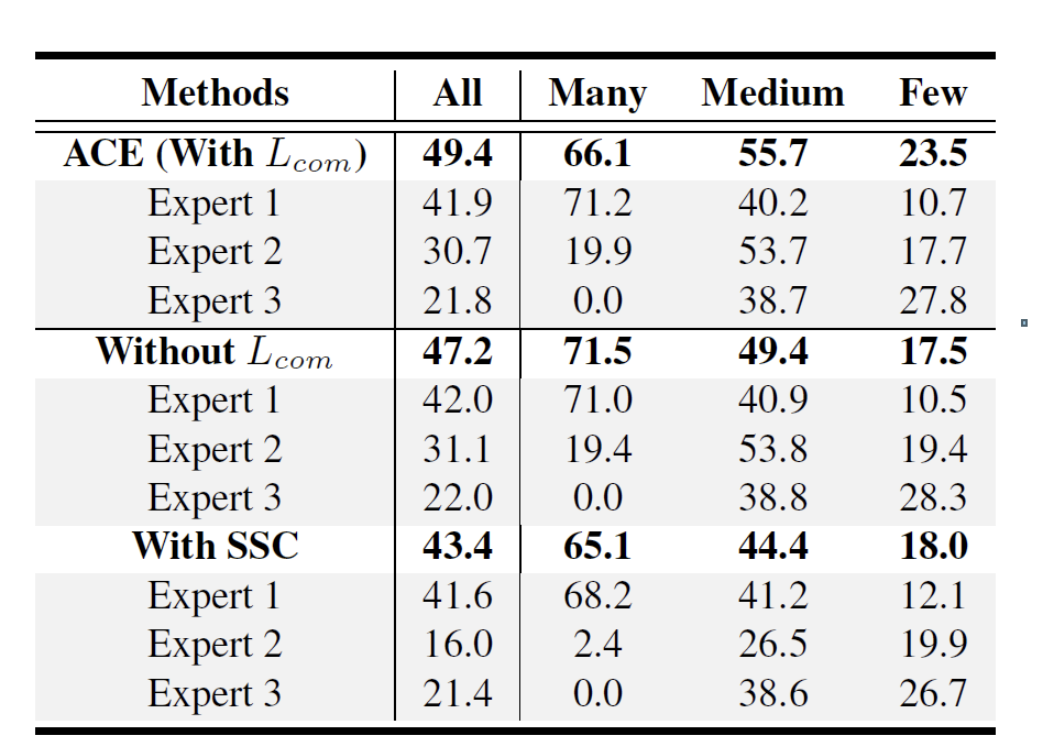 Methods All Many Medium Few
ACE (With L_com) 49.4 66.1 55.7 23.5
Expert 1 41.9 71.2 40.2 10.7
Expert 2 30.7 19.9 53.7 17.7
Expert 3 21.8 0.0 38.7 27.8
Without L_com 47.2 71.5 49.4 17.5
Expert 1 42.0 71.0 40.9 10.5
Expert 2 31.1 19.4 53.8 19.4
Expert 3 22.0 0.0 38.8 28.3
With SSC 43.4 65.1 44.4 18.0
Expert 1 41.6 68.2 41.2 12.1
Expert 2 16.0 2.4 26.5 19.9
Expert 3 21.4 0.0 38.6 26.7